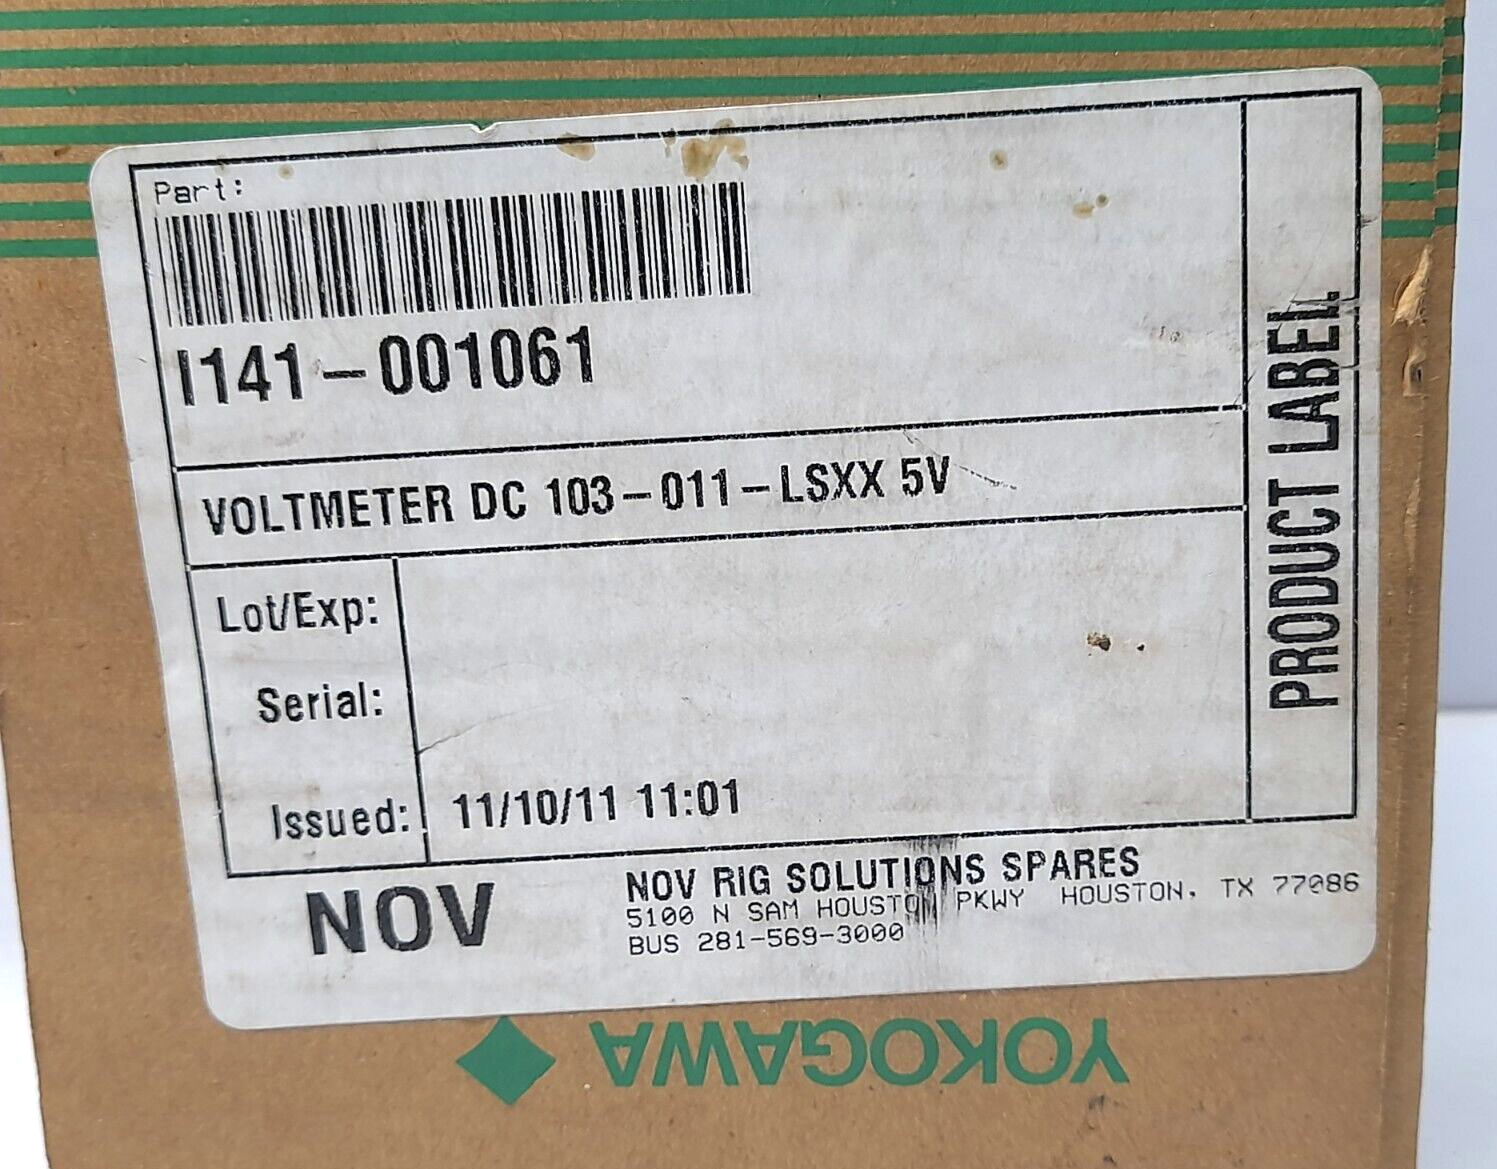 Part:
I141-001061
VOLTMETER DC 103-011-LSXX 5V
Lot/Exp:
Serial:
Issued: 11/10/11 11:01
PRODUCT LABEL
NOV
NOV RIG SOLUTIONS SPARES
5100 N SAM HOUSTON PKWY HOUSTON, TX 77086
BUS 281-569-3000
YOKOGAWA